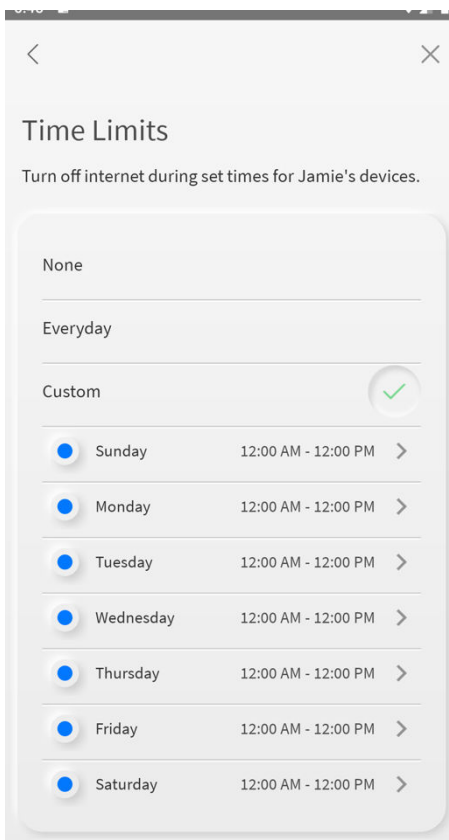 Time Limits
Turn off internet during set times for Jamie's devices.
None
Everyday
Custom
Sunday 12:00 AM - 12:00 PM
Monday 12:00 AM - 12:00 PM
Tuesday 12:00 AM - 12:00 PM
Wednesday 12:00 AM - 12:00 PM
Thursday 12:00 AM - 12:00 PM
Friday 12:00 AM - 12:00 PM
Saturday 12:00 AM - 12:00 PM